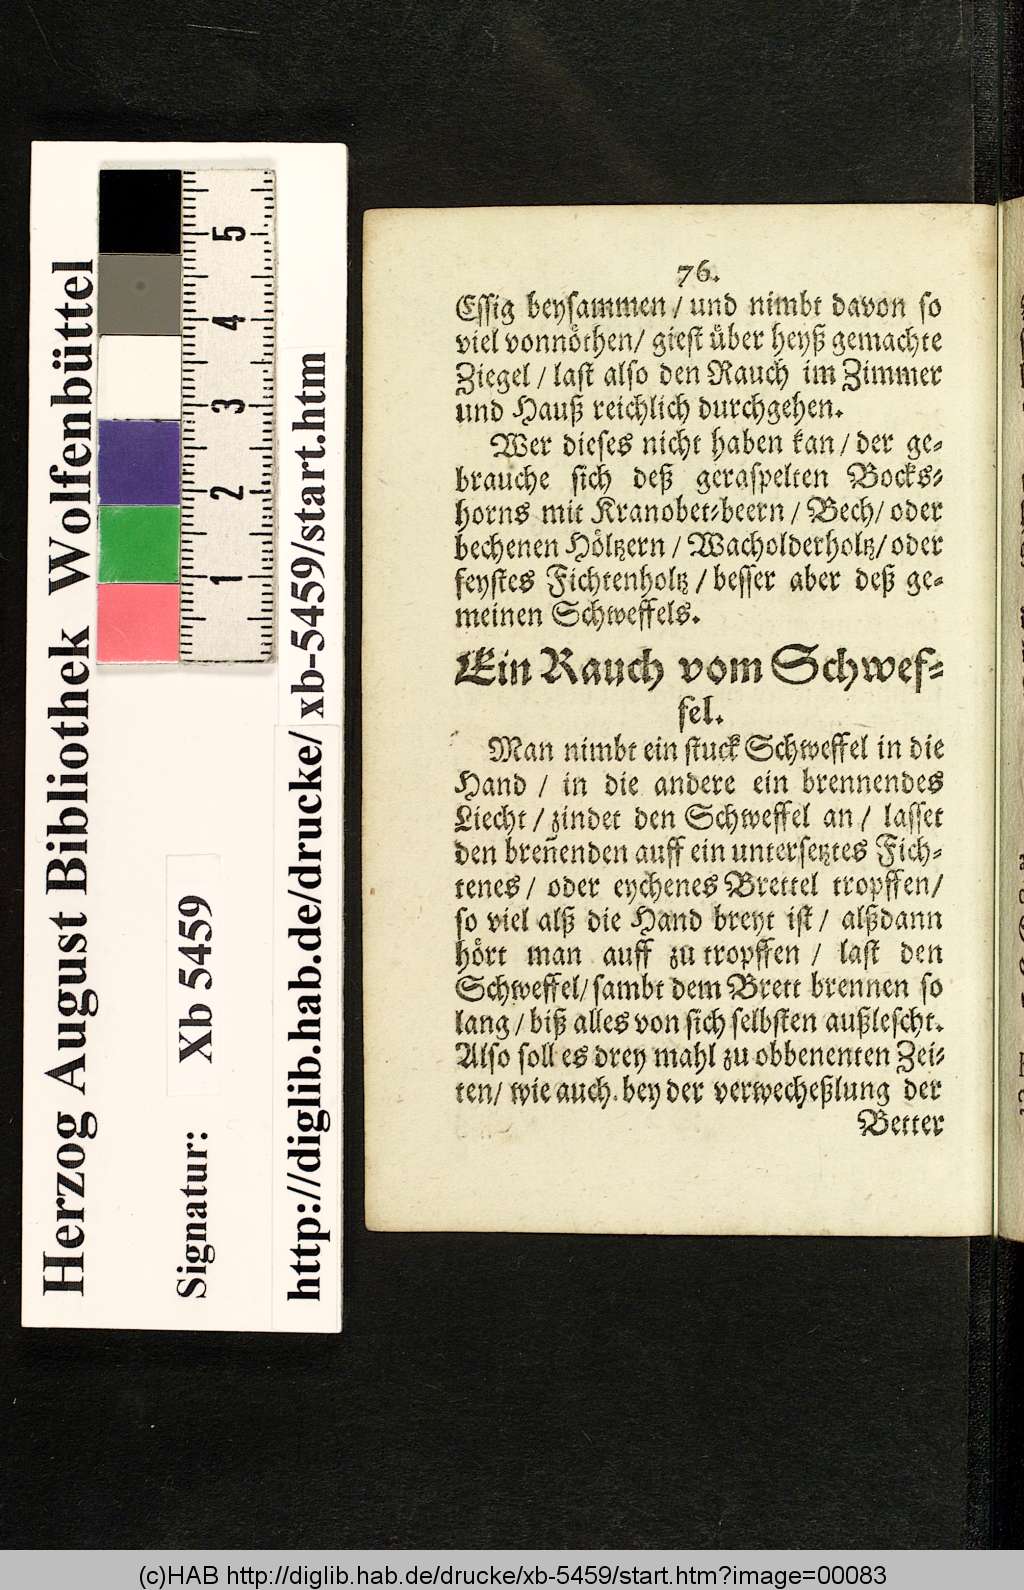 Herzog August Bibliothek Wolfenbüttel
Signatur: Xb 5459
http://diglib.hab.de/drucke/xb-5459/start.htm
1 2 3 4 5
76.
Essig beysammen / und nimbt davon so
viel vonnöthen/ giest über heyß gemachte
Ziegel / last also den Rauch im Zimmer
und Hauß reichlich durchgehen.
Wer dieses nicht haben kan / der ge-
brauche sich deß geraspelten Bocks-
horns mit Kranobet-beern / Bech/ oder
bechenen Höltzern / Wacholderholtz/ oder
feystes Fichtenholtz / besser aber deß ge-
meinen Schweffels.
Ein Rauch vom Schwef-
fel.
Man nimbt ein stuck Schweffel in die
Hand / in die andere ein brennendes
Liecht / zindet den Schweffel an / lasset
den breñenden auff ein untersetztes Fich-
tenes / oder eychenes Brettel tropffen/
so viel alß die Hand breyt ist / alßdann
hört man auff zu tropffen / last den
Schweffel/ sambt dem Brett brennen so
lang / biß alles von sich selbsten außlescht.
Also soll es drey mahl zu obbenenten Zei-
ten/ wie auch bey der verwecheßlung der
Better
(c)HAB http://diglib.hab.de/drucke/xb-5459/start.htm?image=00083